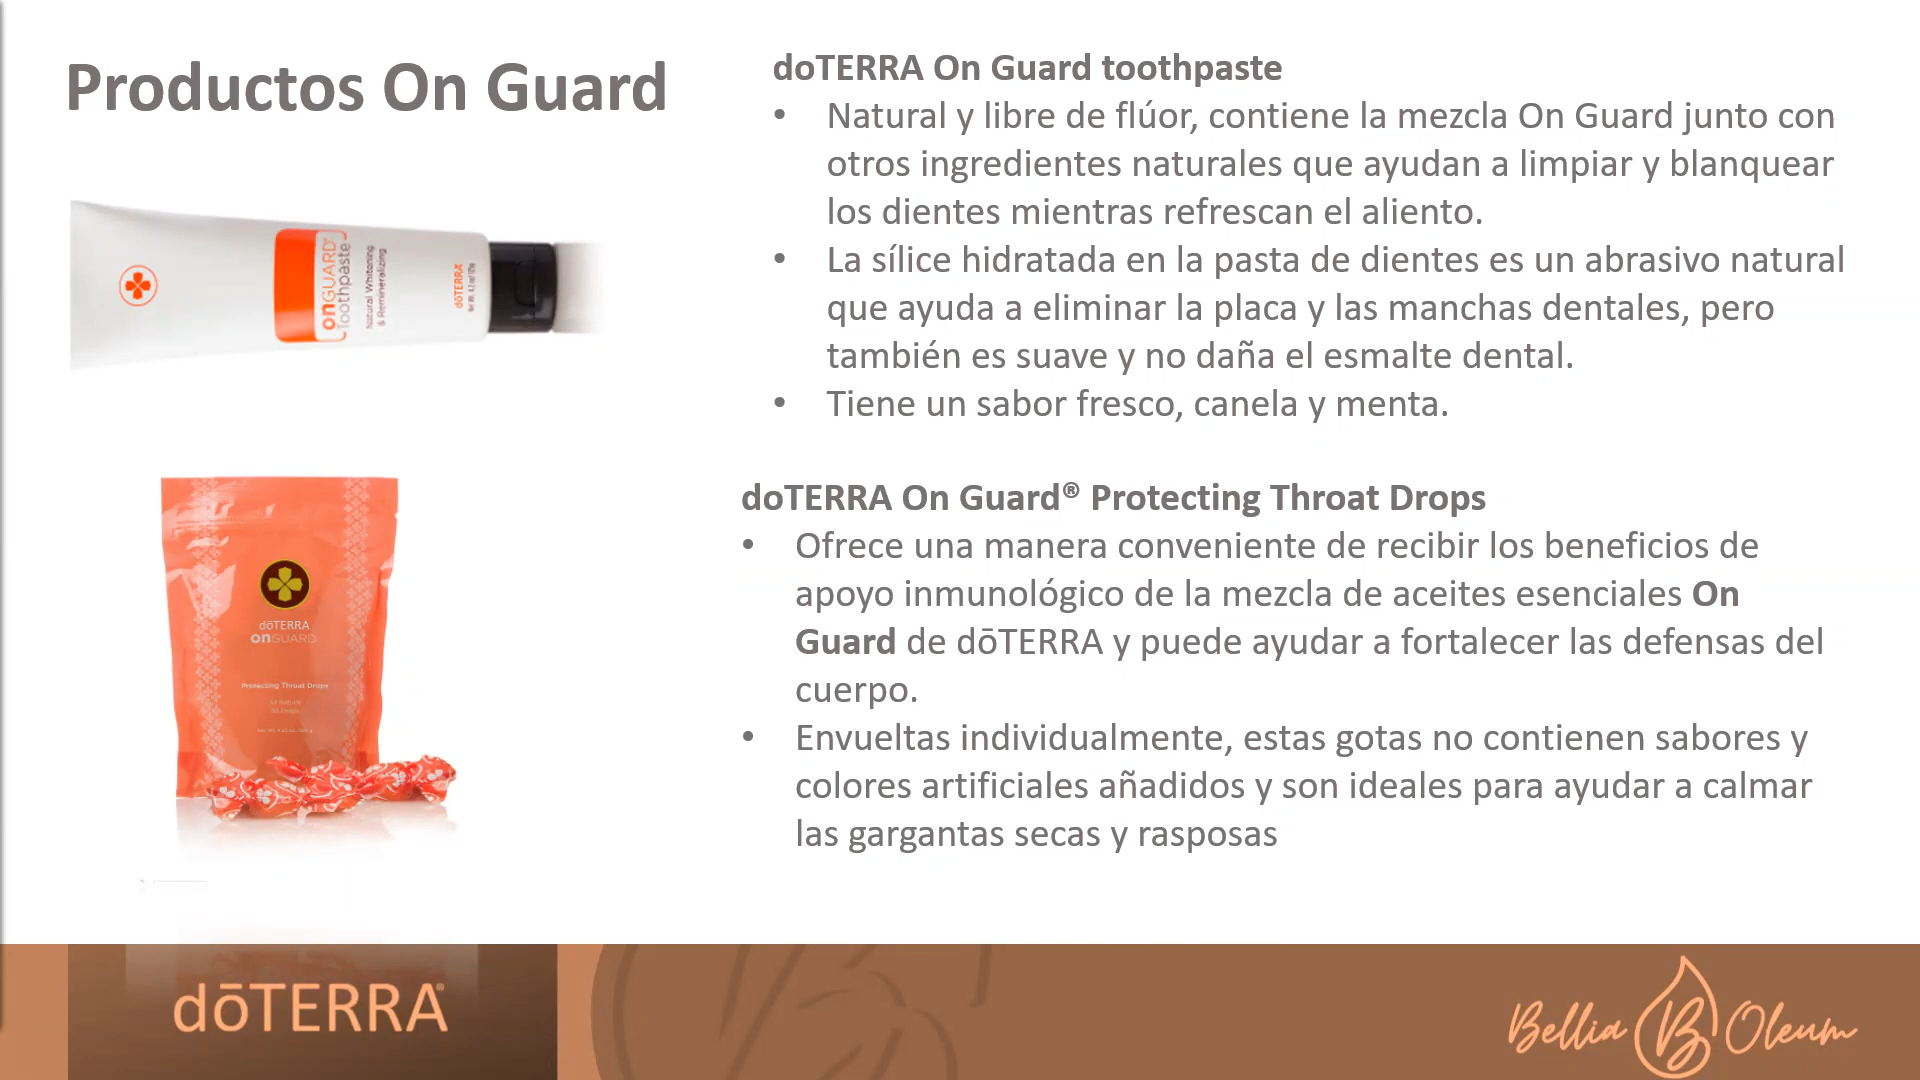 Productos On Guard
onGUARD®
Toothpaste
Natural Whitening
& Remineralizing
dōTERRA
dōTERRA
onGUARD
Protecting Throat Drops
doTERRA On Guard toothpaste
• Natural y libre de flúor, contiene la mezcla On Guard junto con
otros ingredientes naturales que ayudan a limpiar y blanquear
los dientes mientras refrescan el aliento.
• La sílice hidratada en la pasta de dientes es un abrasivo natural
que ayuda a eliminar la placa y las manchas dentales, pero
también es suave y no daña el esmalte dental.
• Tiene un sabor fresco, canela y menta.
doTERRA On Guard® Protecting Throat Drops
• Ofrece una manera conveniente de recibir los beneficios de
apoyo inmunológico de la mezcla de aceites esenciales On
Guard de dōTERRA y puede ayudar a fortalecer las defensas del
cuerpo.
• Envueltas individualmente, estas gotas no contienen sabores y
colores artificiales añadidos y son ideales para ayudar a calmar
las gargantas secas y rasposas
dōTERRA®
Bellia B Oleum